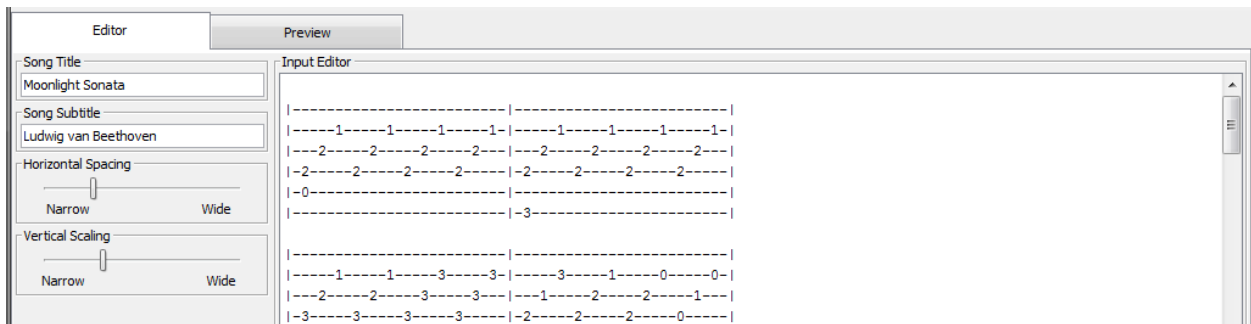 Editor
Preview
Song Title
Moonlight Sonata
Song Subtitle
Ludwig van Beethoven
Horizontal Spacing
Narrow Wide
Vertical Scaling
Narrow Wide
Input Editor
|-------------------------|-------------------------|
|-----1-----1-----1-----1-|-----1-----1-----1-----1-|
|---2-----2-----2-----2---|---2-----2-----2-----2---|
|-2-----2-----2-----2-----|-2-----2-----2-----2-----|
|-0-----------------------|-------------------------|
|-------------------------|-3-----------------------|
|-------------------------|-------------------------|
|-----1-----1-----3-----3-|-----3-----1-----0-----0-|
|---2-----2-----3-----3---|---1-----2-----2-----1---|
|-3-----3-----3-----3-----|-2-----2-----2-----0-----|